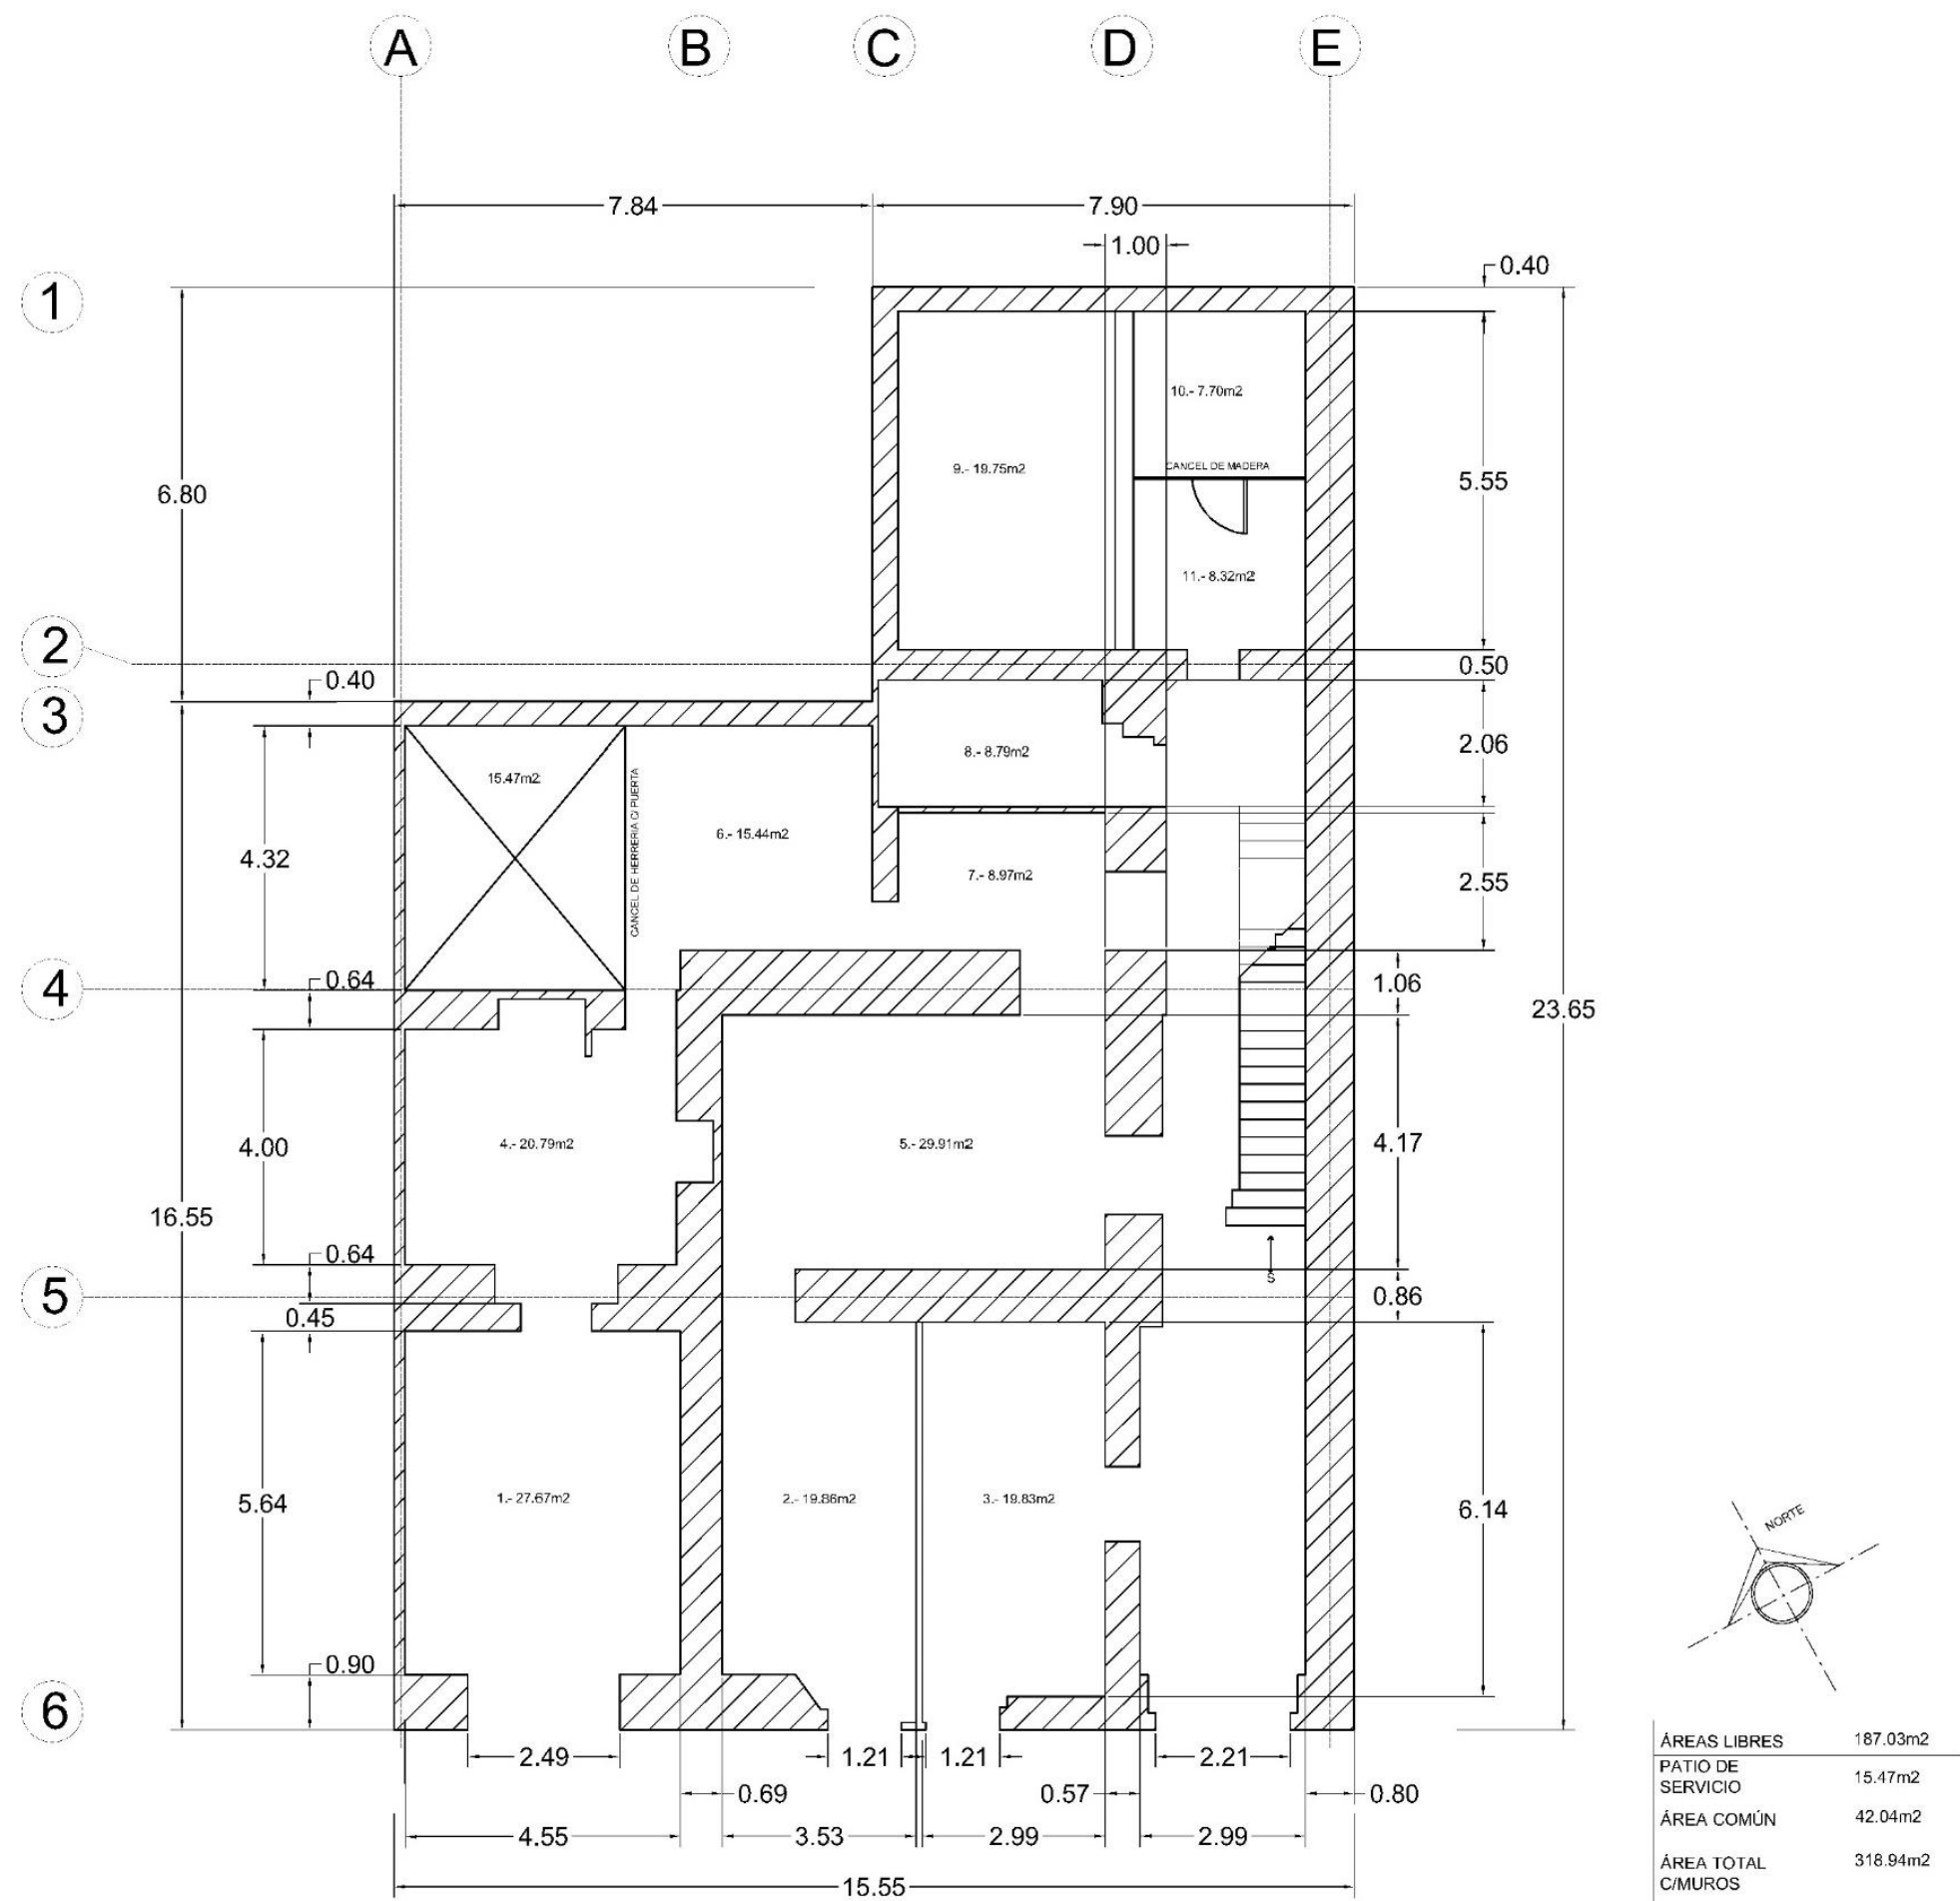 A B C D E
7.84 7.90
1.00
0.40
1
10.- 7.70m2
9.- 19.75m2
CANCEL DE MADERA
5.55
6.80
11.- 8.32m2
2
0.50
0.40
3
2.06
8.- 8.79m2
15.47m2
CANCEL DE HERRERIA C/ PUERTA
6.- 15.44m2
4.32
7.- 8.97m2
2.55
0.64
4
1.06
23.65
4.00
4.- 20.79m2
5.- 29.91m2
4.17
16.55
0.64
S
5
0.86
0.45
5.64
1.- 27.67m2
2.- 19.86m2
3.- 19.83m2
6.14
NORTE
0.90
6
2.49 1.21 1.21 2.21
0.69 0.57 0.80
4.55 3.53 2.99 2.99
15.55
ÁREAS LIBRES 187.03m2
PATIO DE
SERVICIO 15.47m2
ÁREA COMÚN 42.04m2
ÁREA TOTAL 318.94m2
C/MUROS